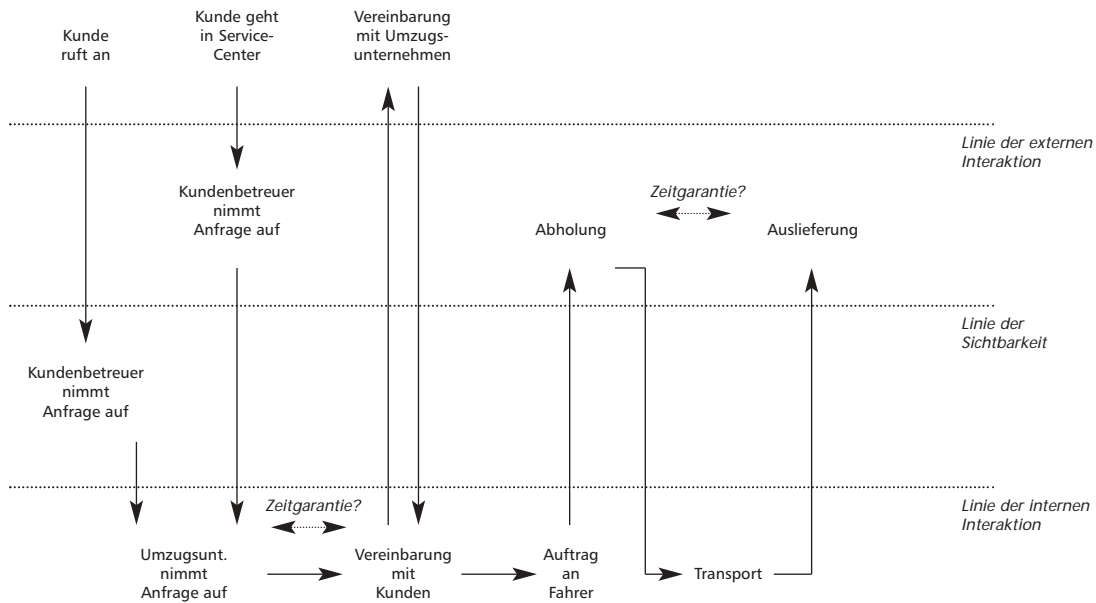 Kunde
ruft an
Kunde geht
in Service-
Center
Vereinbarung
mit Umzugs-
unternehmen
Linie der externen
Interaktion
Kundenbetreuer
nimmt
Anfrage auf
Zeitgarantie?
Abholung
Auslieferung
Linie der
Sichtbarkeit
Kundenbetreuer
nimmt
Anfrage auf
Zeitgarantie?
Linie der internen
Interaktion
Umzugsunt.
nimmt
Anfrage auf
Vereinbarung
mit
Kunden
Auftrag
an
Fahrer
Transport